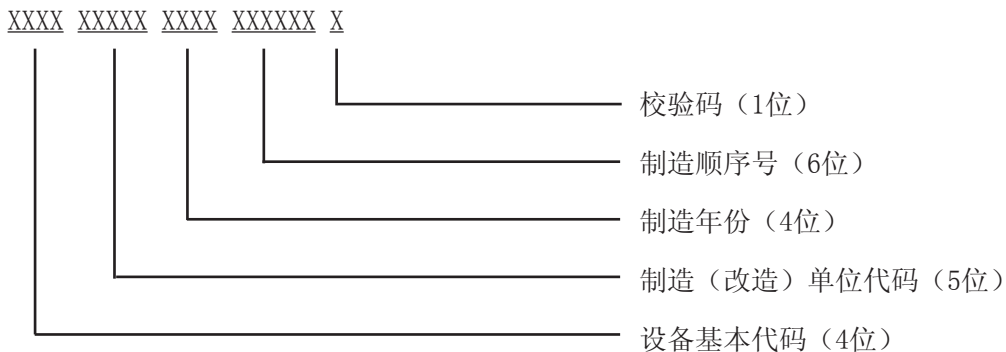 XXXX XXXXX XXXX XXXXXX X
校验码（1位）
制造顺序号（6位）
制造年份（4位）
制造（改造）单位代码（5位）
设备基本代码（4位）